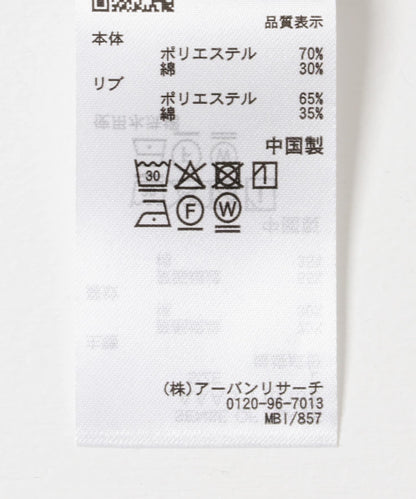 品質表示
本体
ポリエステル 70%
綿 30%
リブ
ポリエステル 65%
綿 35%
中国製
30
F W
(株)アーバンリサーチ
0120-96-7013
MBI/857